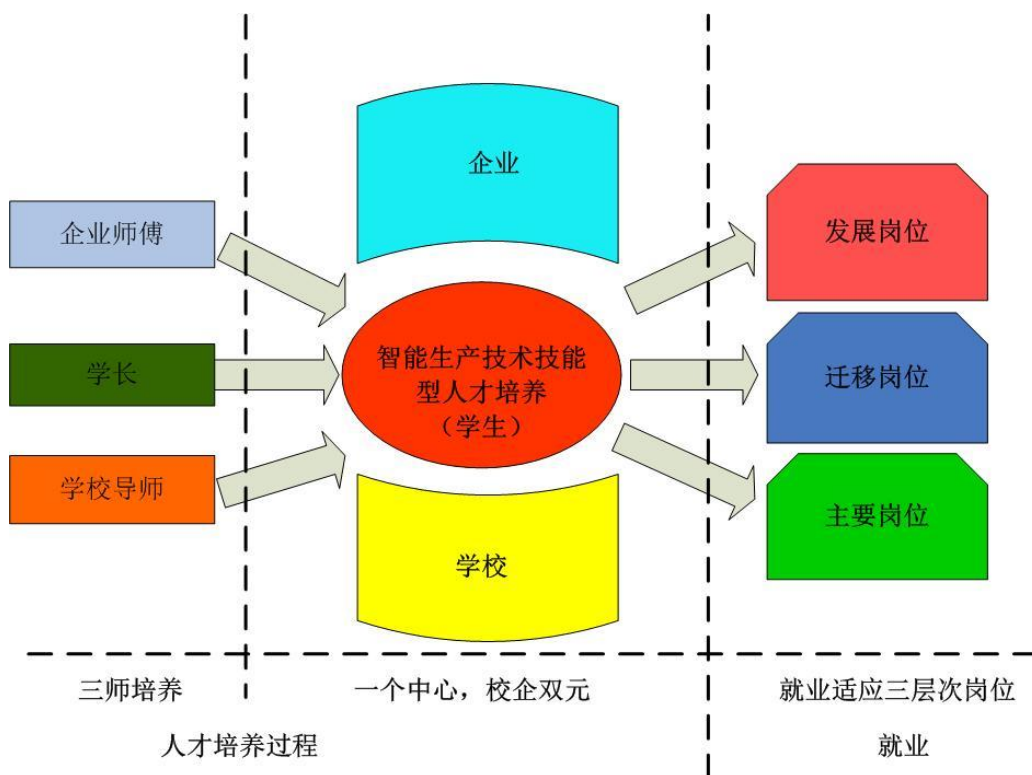 企业
企业师傅
发展岗位
学长
智能生产技术技能
型人才培养
（学生）
迁移岗位
学校导师
主要岗位
学校
三师培养
一个中心，校企双元
就业适应三层次岗位
人才培养过程
就业